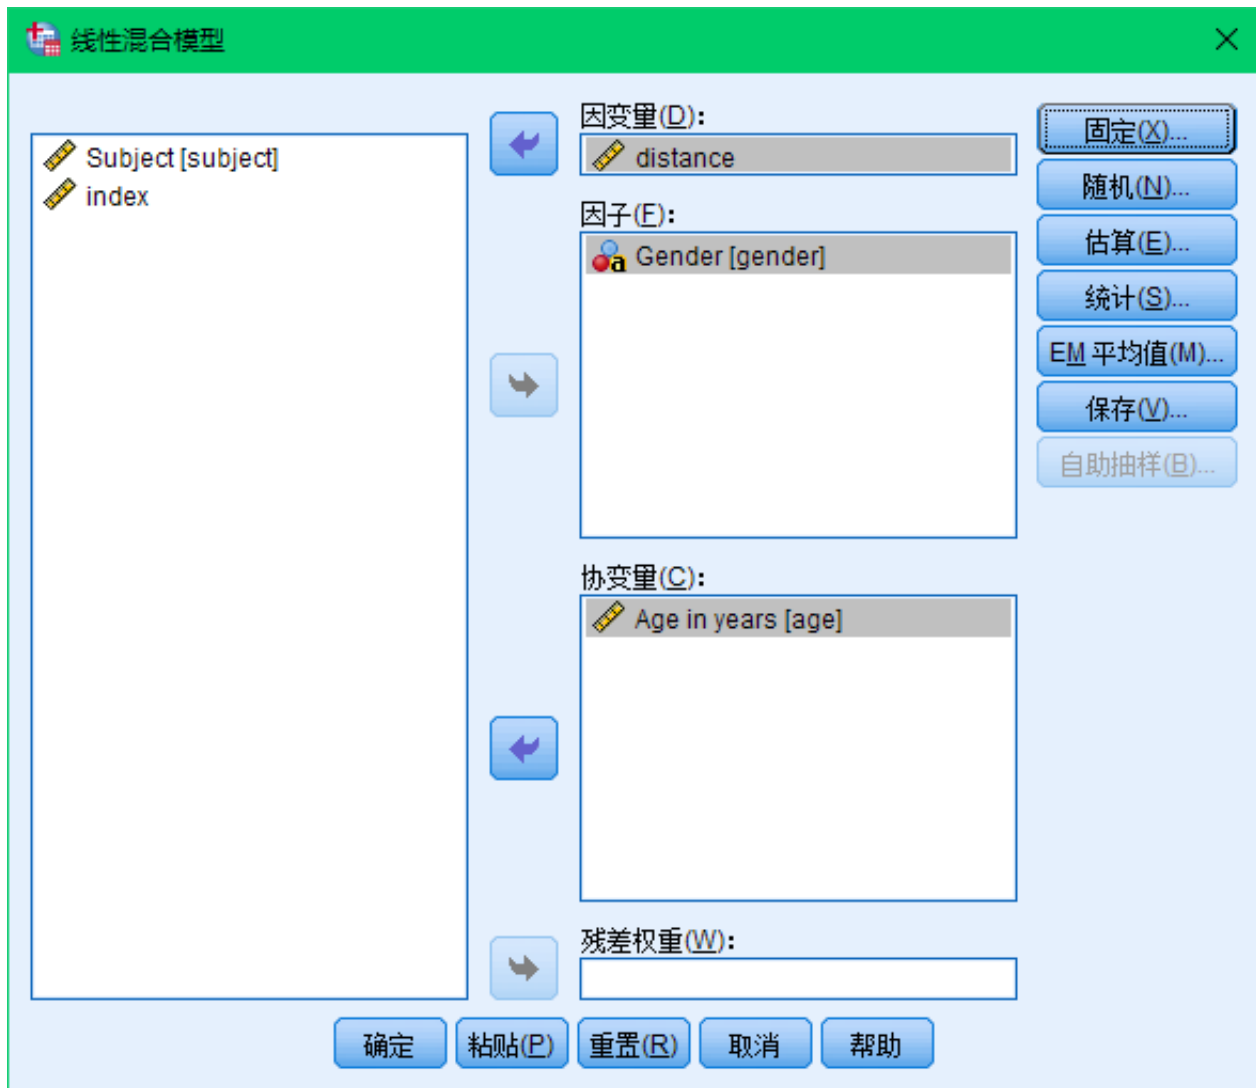 线性混合模型
Subject [subject]
index
因变量(D):
distance
因子(F):
Gender [gender]
协变量(C):
Age in years [age]
残差权重(W):
固定(X)...
随机(N)...
估算(E)...
统计(S)...
EM 平均值(M)...
保存(V)...
自助抽样(B)...
确定
粘贴(P)
重置(R)
取消
帮助